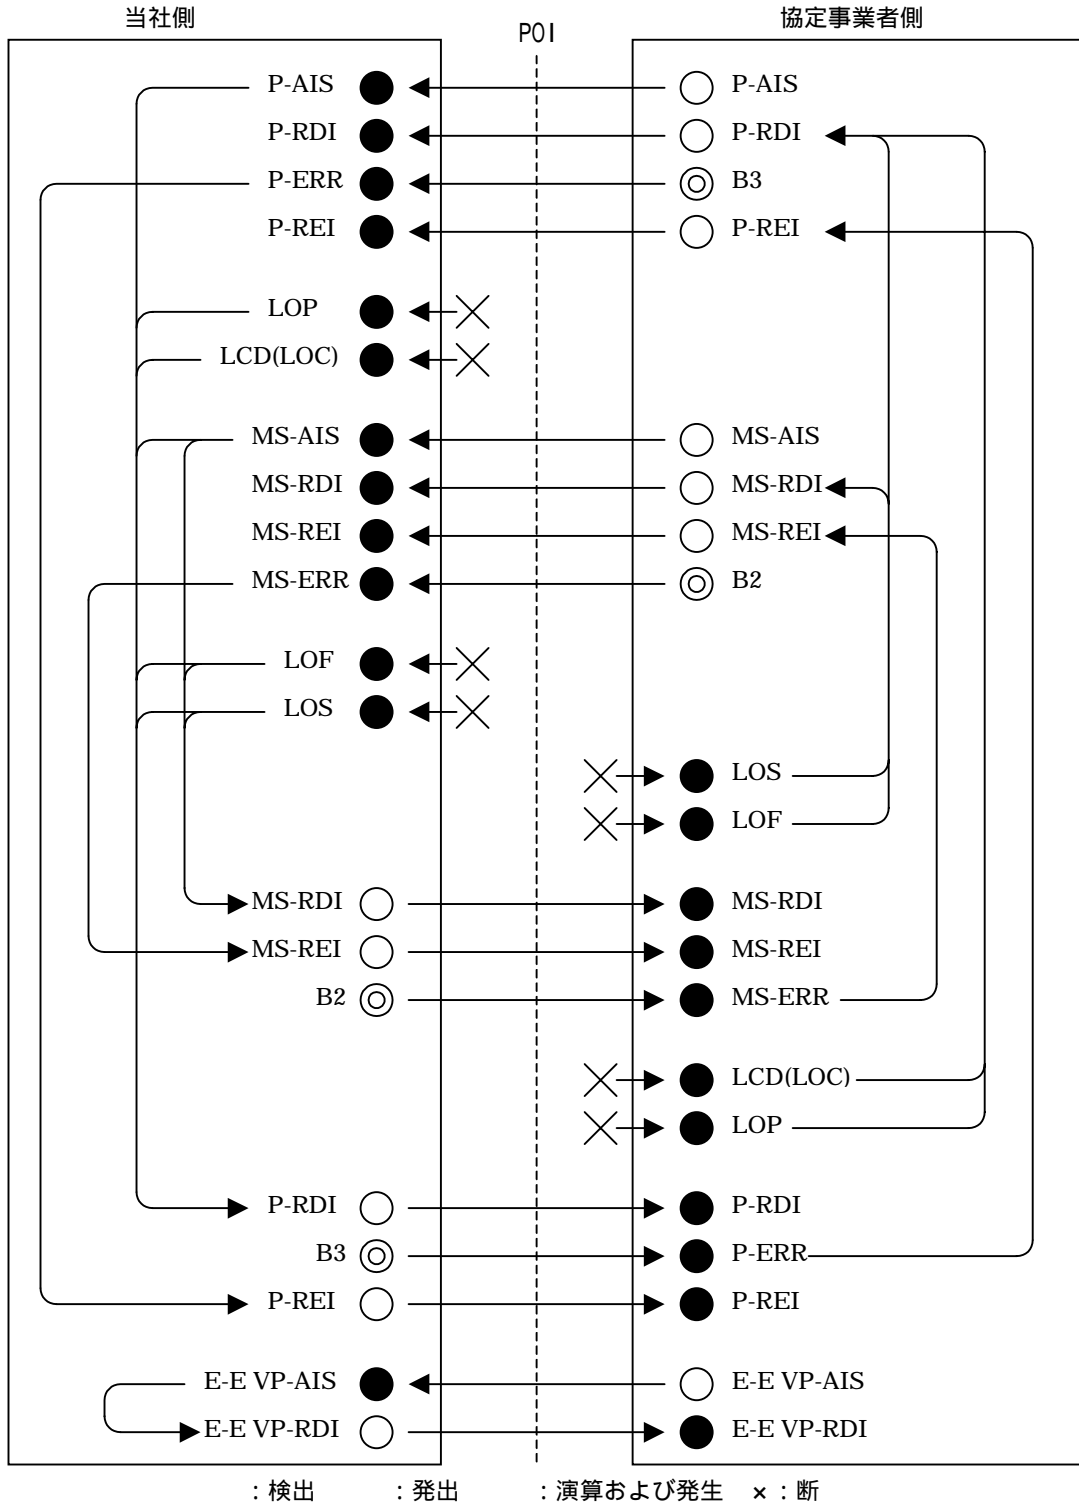 当社側 POI 協定事業者側
P-AIS P-AIS
P-RDI P-RDI
P-ERR B3
P-REI P-REI
LOP
LCD(LOC)
MS-AIS MS-AIS
MS-RDI MS-RDI
MS-REI MS-REI
MS-ERR B2
LOF
LOS
LOS
LOF
MS-RDI MS-RDI
MS-REI MS-REI
B2 MS-ERR
LCD(LOC)
LOP
P-RDI P-RDI
B3 P-ERR
P-REI P-REI
E-E VP-AIS E-E VP-AIS
E-E VP-RDI E-E VP-RDI
：検出 ：発出 ：演算および発生 ×：断